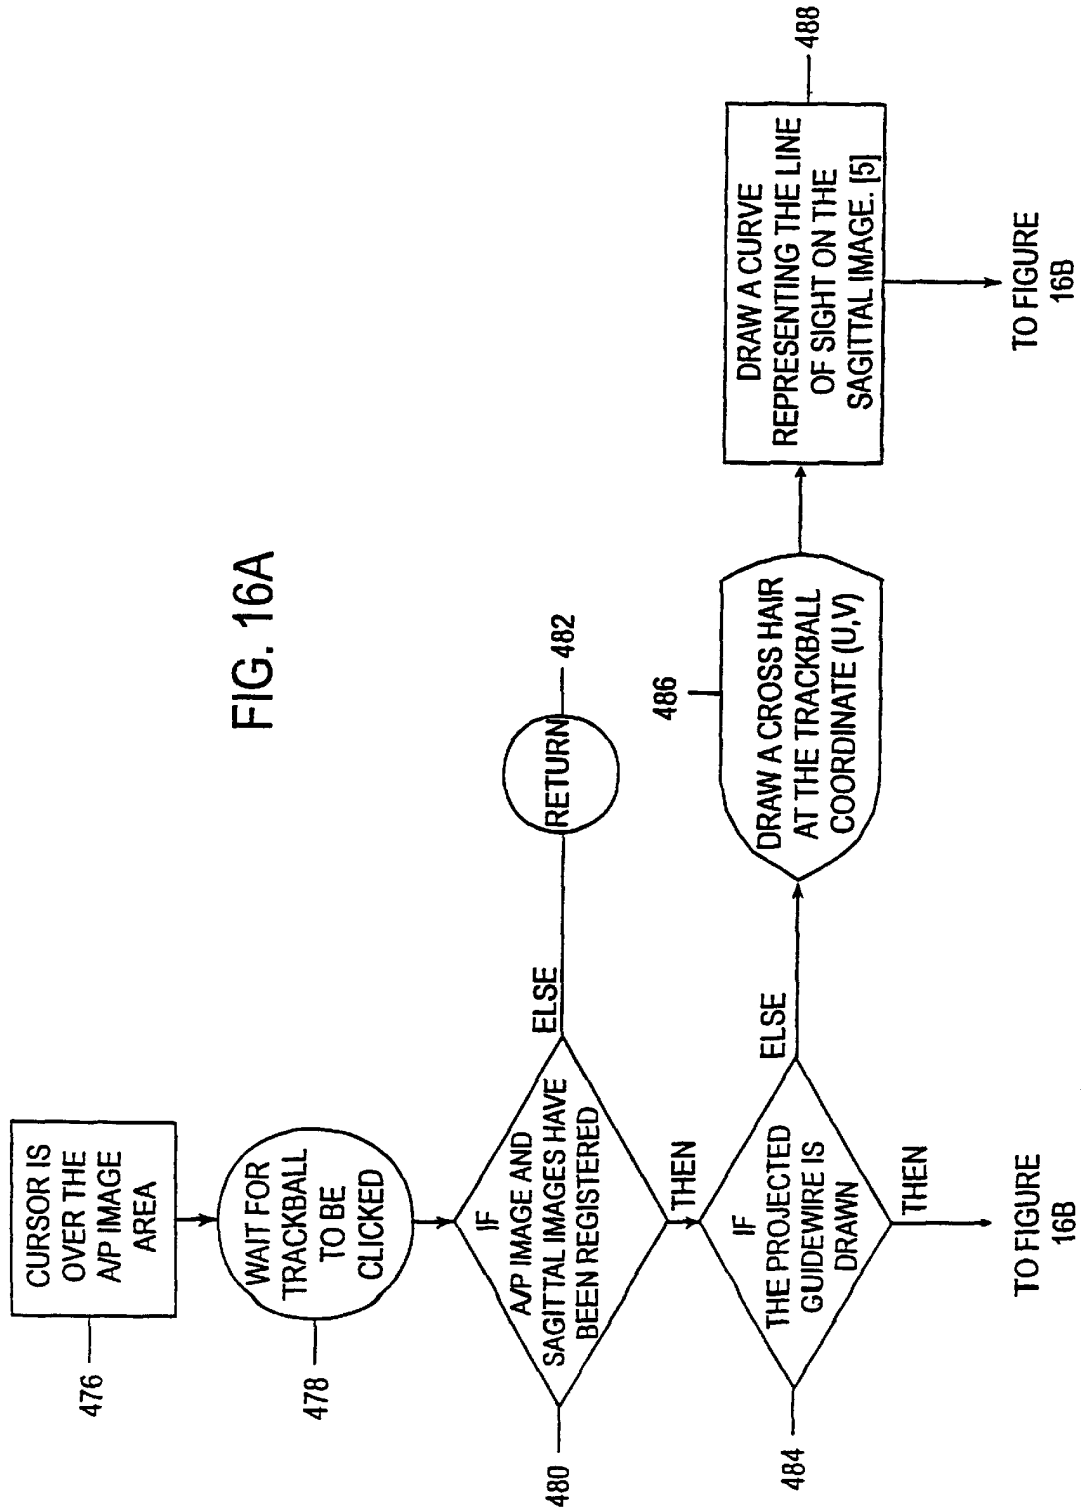 FIG. 16A
CURSOR IS
OVER THE
A/P IMAGE
AREA
476
WAIT FOR
TRACKBALL
TO BE
CLICKED
478
IF
A/P IMAGE AND
SAGITTAL IMAGES HAVE
BEEN REGISTERED
480
ELSE
RETURN
482
THEN
IF
THE PROJECTED
GUIDEWIRE IS
DRAWN
484
THEN
TO FIGURE
16B
ELSE
DRAW A CROSS HAIR
AT THE TRACKBALL
COORDINATE (U,V)
486
DRAW A CURVE
REPRESENTING THE LINE
OF SIGHT ON THE
SAGITTAL IMAGE. [5]
488
TO FIGURE
16B